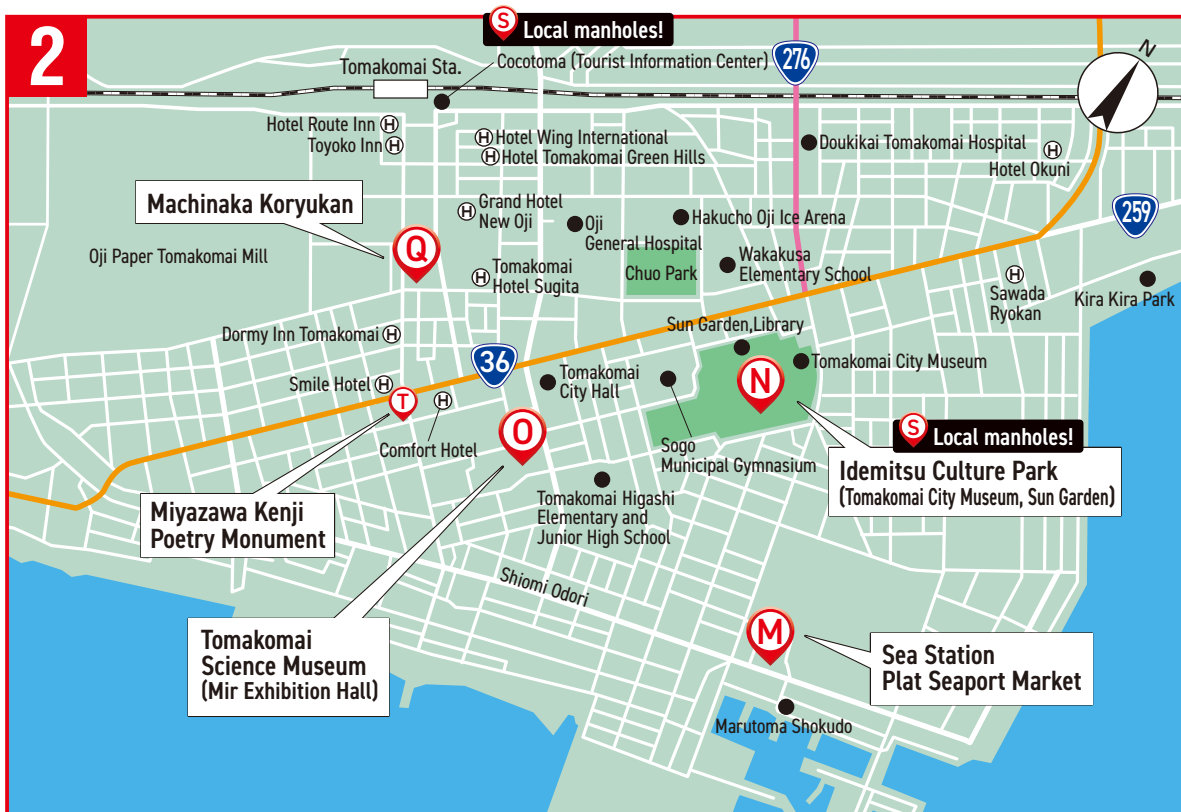 2
S Local manholes!
Cocotoma (Tourist Information Center)
Tomakomai Sta.
276
N
Hotel Route Inn H
Toyoko Inn H
H Hotel Wing International
H Hotel Tomakomai Green Hills
Doukikai Tomakomai Hospital
H
Hotel Okuni
Machinaka Koryukan
Q
H Grand Hotel
New Oji
Oji
General Hospital
Hakucho Oji Ice Arena
259
Oji Paper Tomakomai Mill
Chuo Park
Wakakusa
Elementary School
H Tomakomai
Hotel Sugita
H
Sawada
Ryokan
Kira Kira Park
Dormy Inn Tomakomai H
Sun Garden,Library
36
Tomakomai City Museum
Smile Hotel H
T
H
Comfort Hotel
Tomakomai
City Hall
N
O
Sogo
Municipal Gymnasium
S Local manholes!
Idemitsu Culture Park
(Tomakomai City Museum, Sun Garden)
Miyazawa Kenji
Poetry Monument
Tomakomai Higashi
Elementary and
Junior High School
Shiomi Odori
Tomakomai
Science Museum
(Mir Exhibition Hall)
M
Sea Station
Plat Seaport Market
Marutoma Shokudo